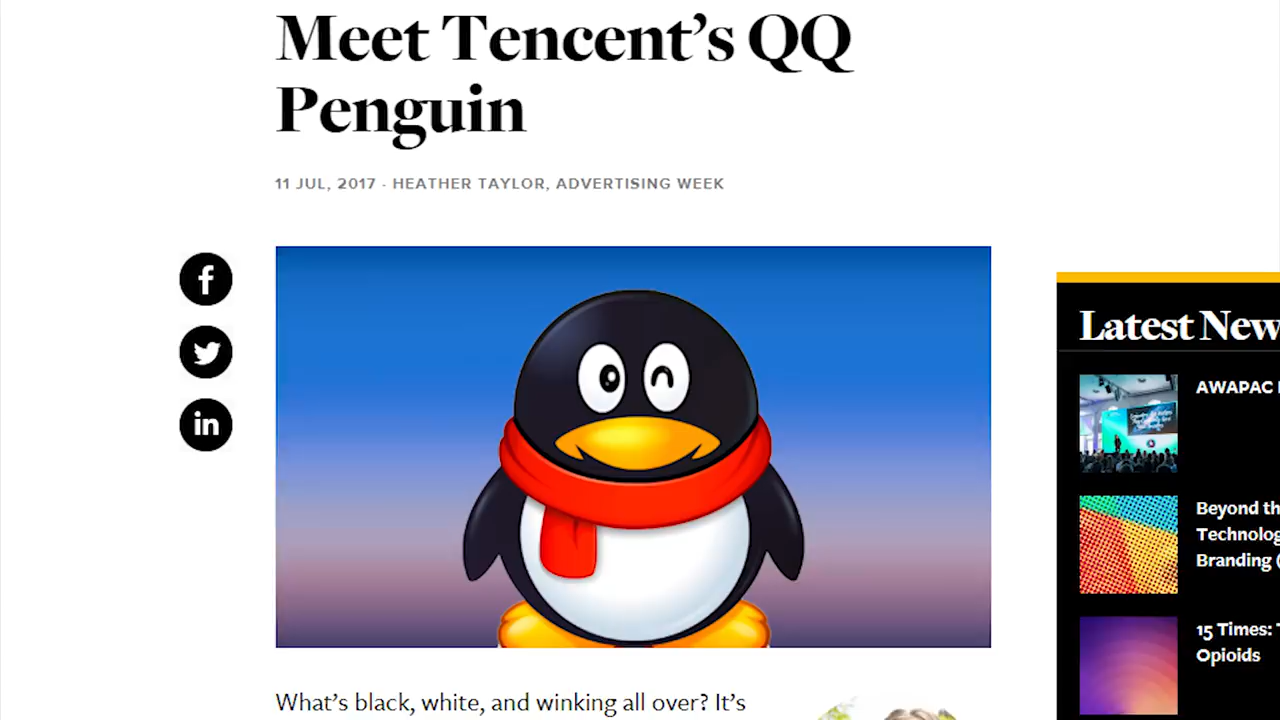 Meet Tencent’s QQ
Penguin
11 JUL, 2017 - HEATHER TAYLOR, ADVERTISING WEEK
f
in
What’s black, white, and winking all over? It’s
Latest New
AWAPAC
Beyond th
Technolog
Branding (
15 Times:
Opioids